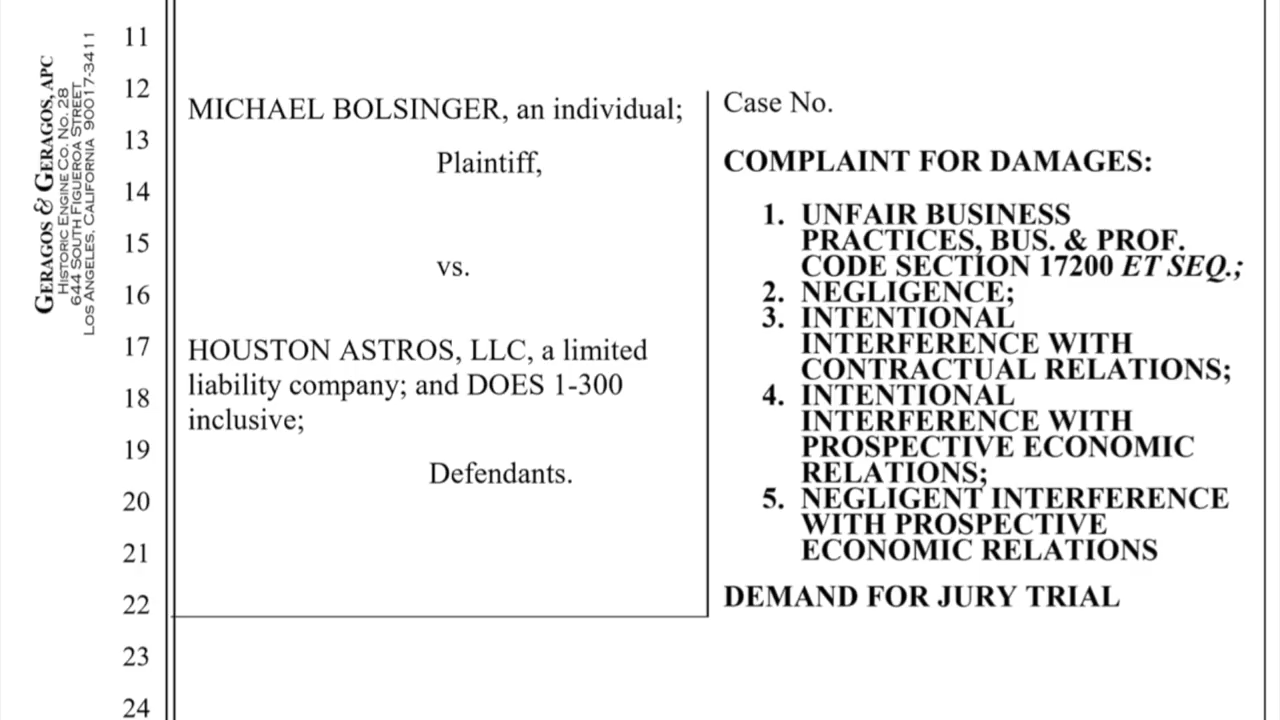 GERAGOS & GERAGOS, APC
HISTORIC ENGINE CO. NO. 28
644 SOUTH FIGUEROA STREET
LOS ANGELES, CALIFORNIA 90017-3411
11
12
13
14
15
16
17
18
19
20
21
22
23
24
MICHAEL BOLSINGER, an individual;
Plaintiff,
vs.
HOUSTON ASTROS, LLC, a limited
liability company; and DOES 1-300
inclusive;
Defendants.
Case No.
COMPLAINT FOR DAMAGES:
1. UNFAIR BUSINESS
PRACTICES, BUS. & PROF.
CODE SECTION 17200 ET SEQ.;
2. NEGLIGENCE;
3. INTENTIONAL
INTERFERENCE WITH
CONTRACTUAL RELATIONS;
4. INTENTIONAL
INTERFERENCE WITH
PROSPECTIVE ECONOMIC
RELATIONS;
5. NEGLIGENT INTERFERENCE
WITH PROSPECTIVE
ECONOMIC RELATIONS
DEMAND FOR JURY TRIAL